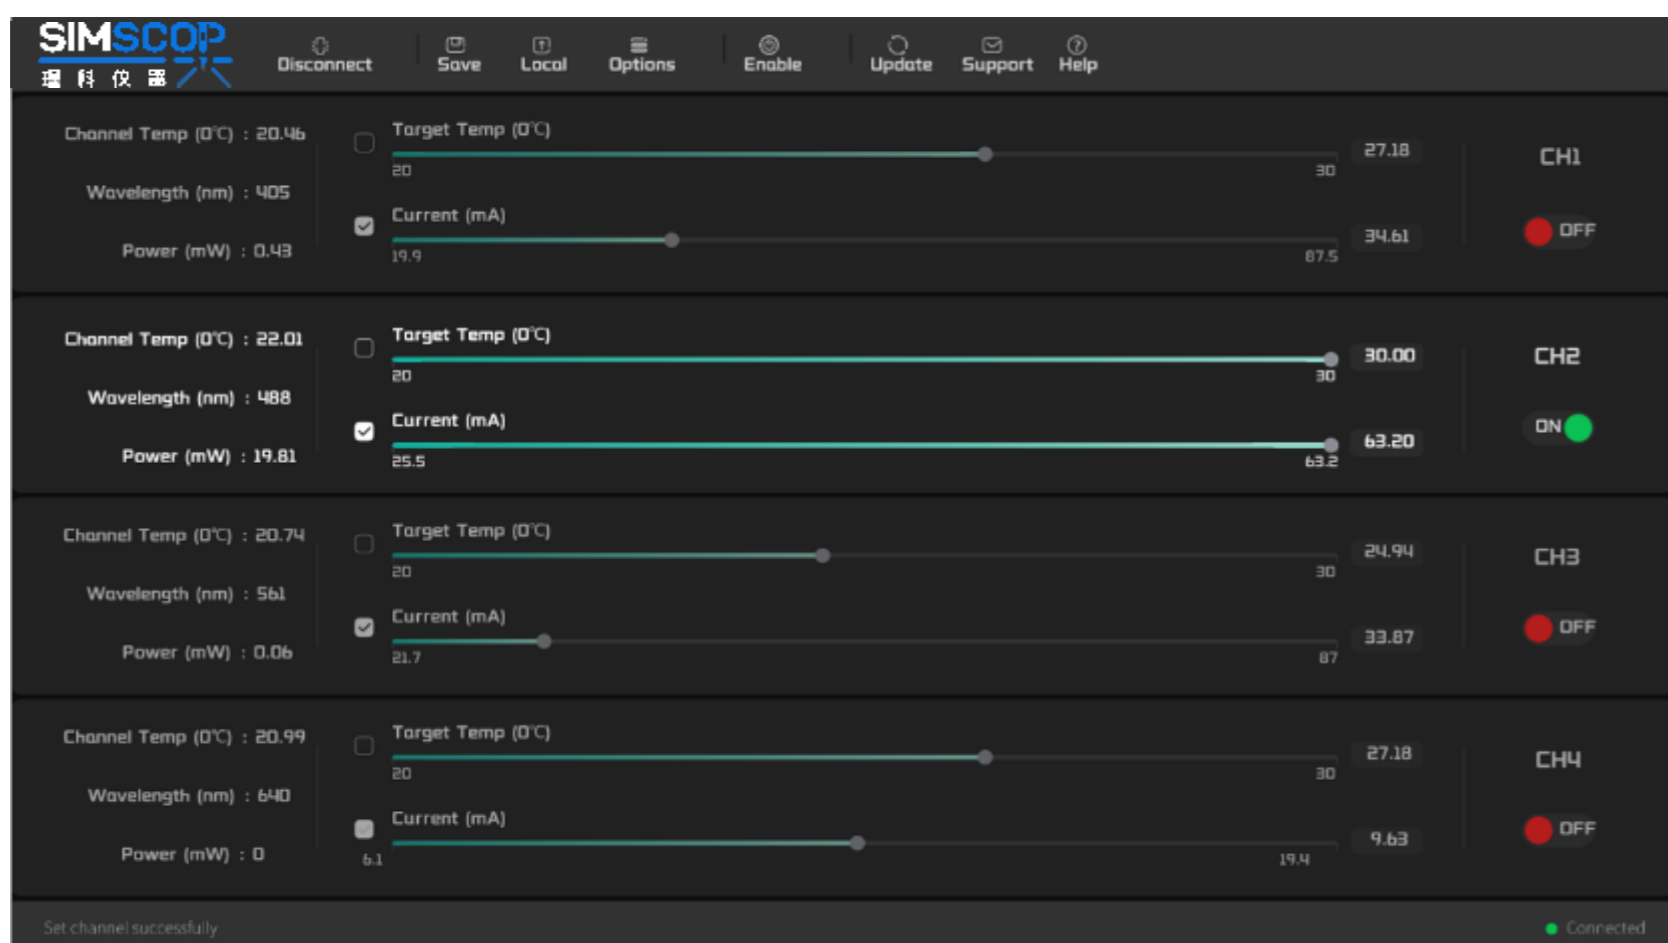 SIMSCOP
瑞科仪器
Disconnect Save Local Options Enable Update Support Help
Channel Temp (0℃) : 20.46
Wavelength (nm) : 405
Power (mW) : 0.43
Target Temp (0℃)
20 30
27.18
Current (mA)
19.9 87.5
34.61
CH1
OFF
Channel Temp (0℃) : 22.01
Wavelength (nm) : 488
Power (mW) : 19.81
Target Temp (0℃)
20 30
30.00
Current (mA)
25.5 63.2
63.20
CH2
ON
Channel Temp (0℃) : 20.74
Wavelength (nm) : 561
Power (mW) : 0.06
Target Temp (0℃)
20 30
24.94
Current (mA)
21.7 87
33.87
CH3
OFF
Channel Temp (0℃) : 20.99
Wavelength (nm) : 640
Power (mW) : 0
Target Temp (0℃)
20 30
27.18
Current (mA)
6.1 19.4
9.63
CH4
OFF
Set channel successfully
Connected